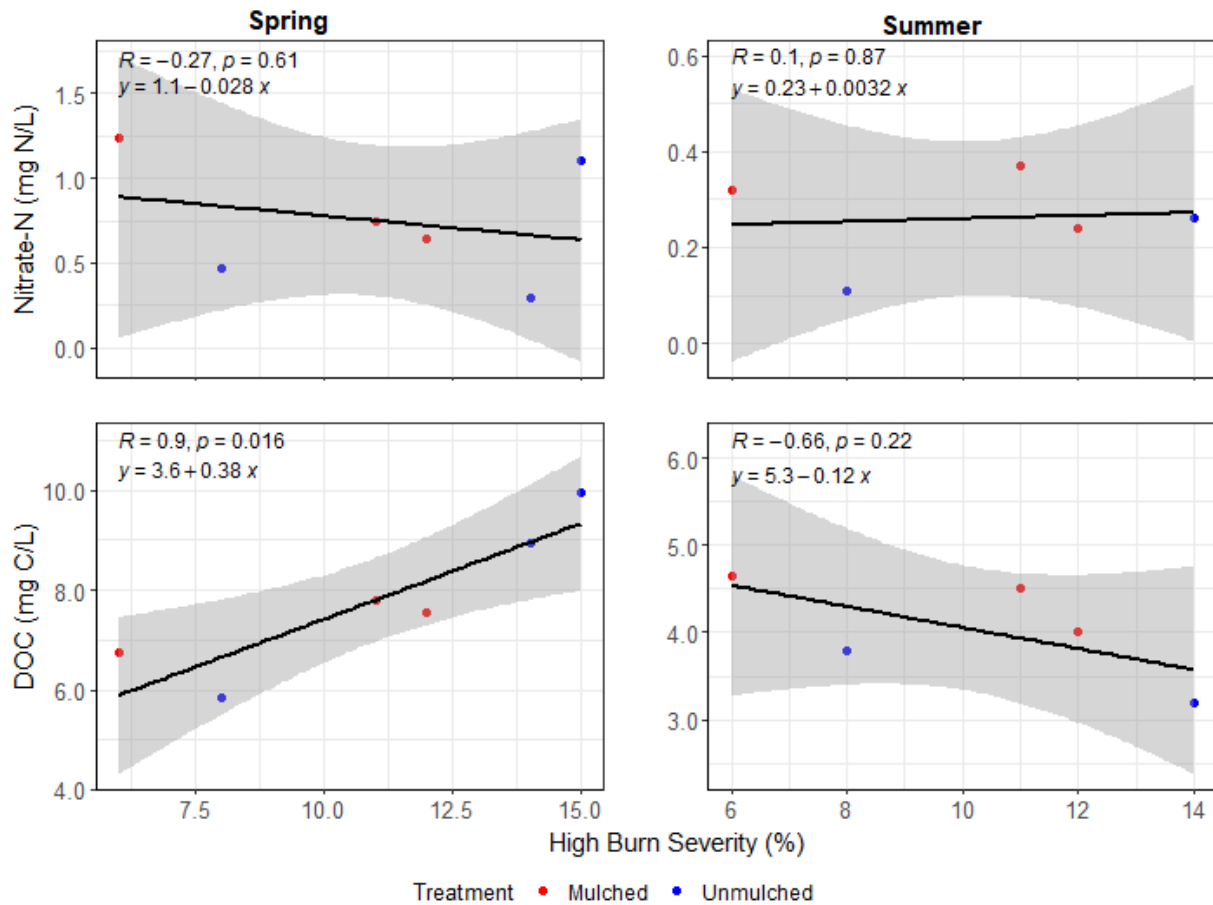 Spring
Summer
Nitrate-N (mg N/L)
R = −0.27, p = 0.61
y = 1.1 − 0.028 x
1.5
1.0
0.5
0.0
R = 0.1, p = 0.87
y = 0.23 + 0.0032 x
0.6
0.4
0.2
0.0
DOC (mg C/L)
R = 0.9, p = 0.016
y = 3.6 + 0.38 x
10.0
8.0
6.0
4.0
7.5 10.0 12.5 15.0
R = −0.66, p = 0.22
y = 5.3 − 0.12 x
6.0
5.0
4.0
3.0
6 8 10 12 14
High Burn Severity (%)
Treatment Mulched Unmulched